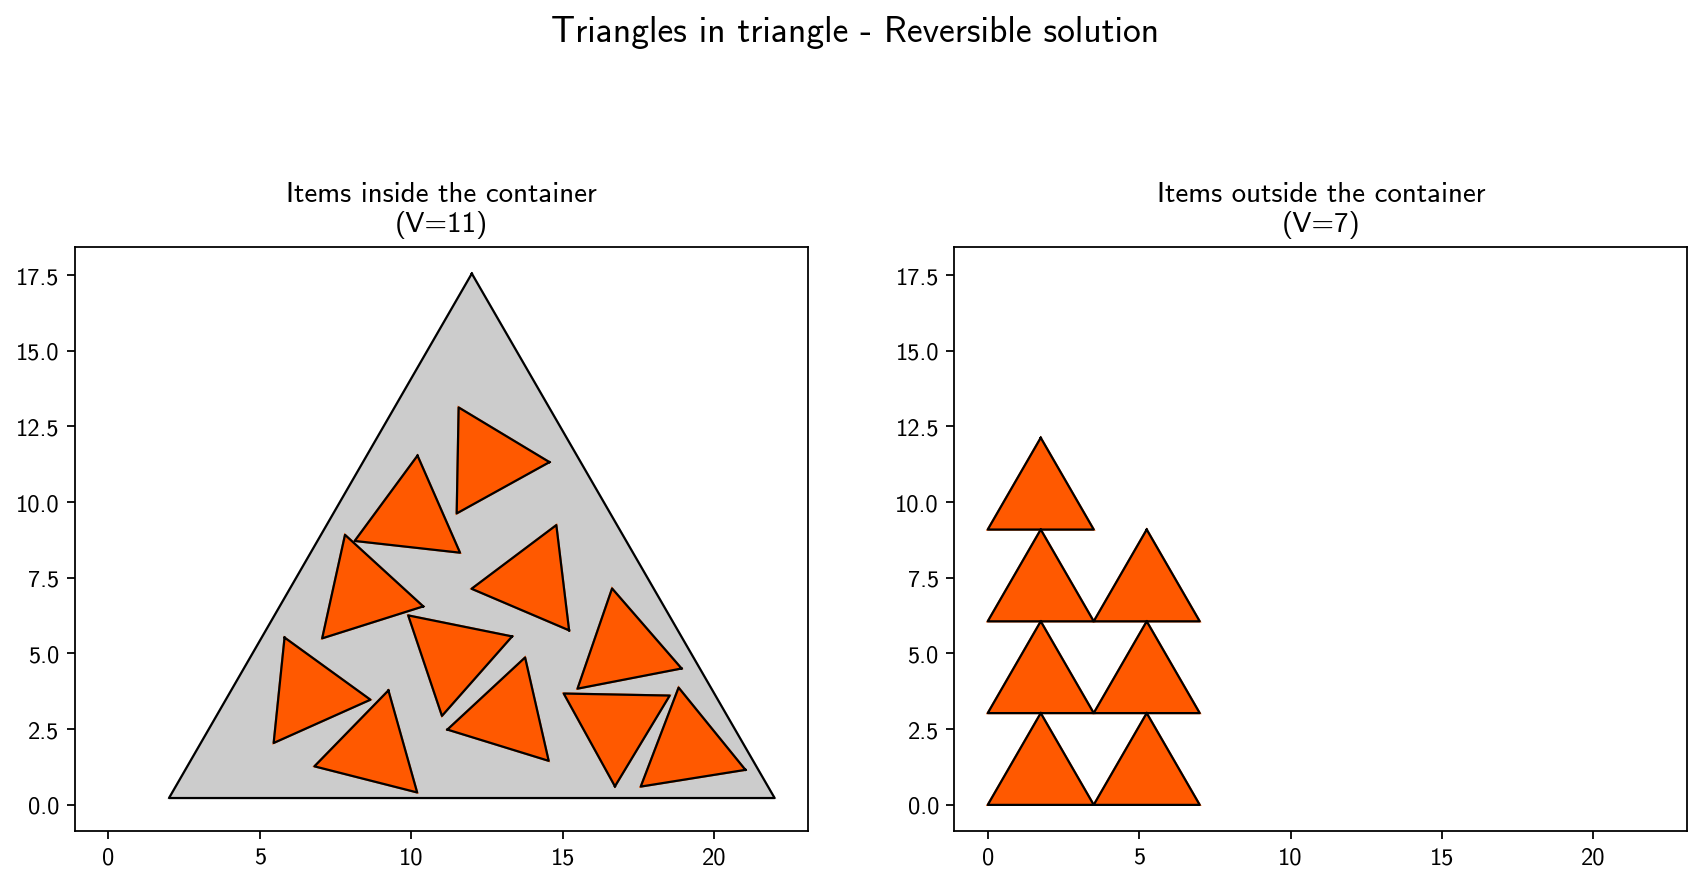 Triangles in triangle - Reversible solution
Items inside the container
(V=11)
17.5
15.0
12.5
10.0
7.5
5.0
2.5
0.0
0 5 10 15 20
Items outside the container
(V=7)
17.5
15.0
12.5
10.0
7.5
5.0
2.5
0.0
0 5 10 15 20